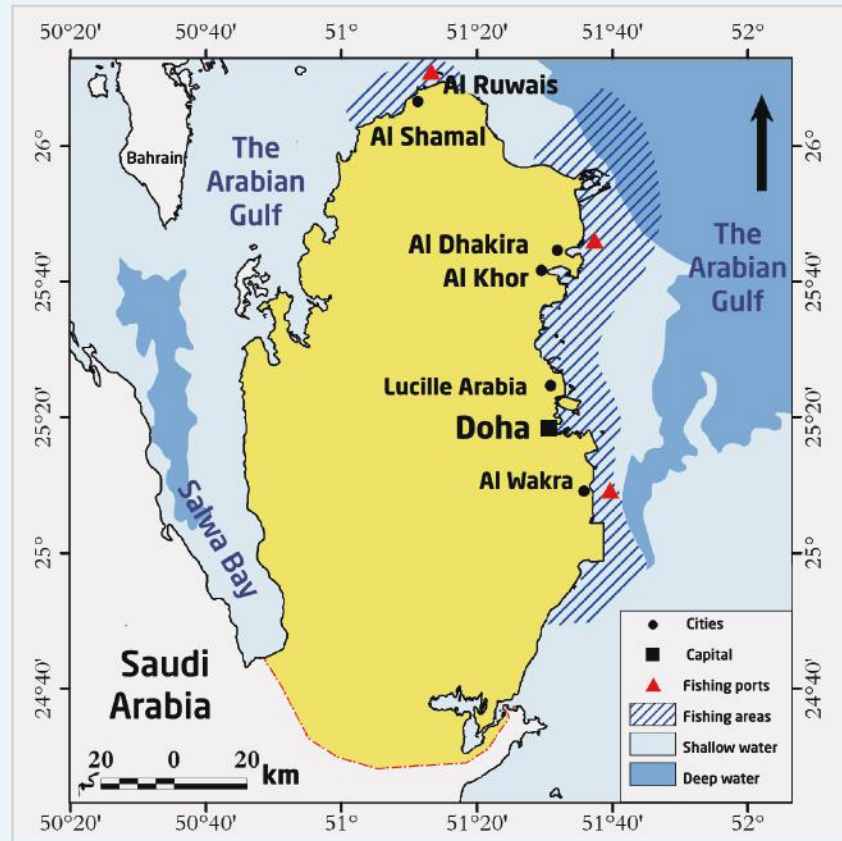 50°20'
50°40'
51°
51°20'
51°40'
52°
Al Ruwais
Al Shamal
26°
26°
Bahrain
The
Arabian
Gulf
Al Dhakira
Al Khor
The
Arabian
Gulf
25°40'
25°40'
Lucille Arabia
25°20'
25°20'
Doha
Al Wakra
Salwa Bay
25°
25°
Saudi
Arabia
24°40'
24°40'
Cities
Capital
Fishing ports
Fishing areas
Shallow water
Deep water
20 0 20
km
50°20'
50°40'
51°
51°20'
51°40'
52°